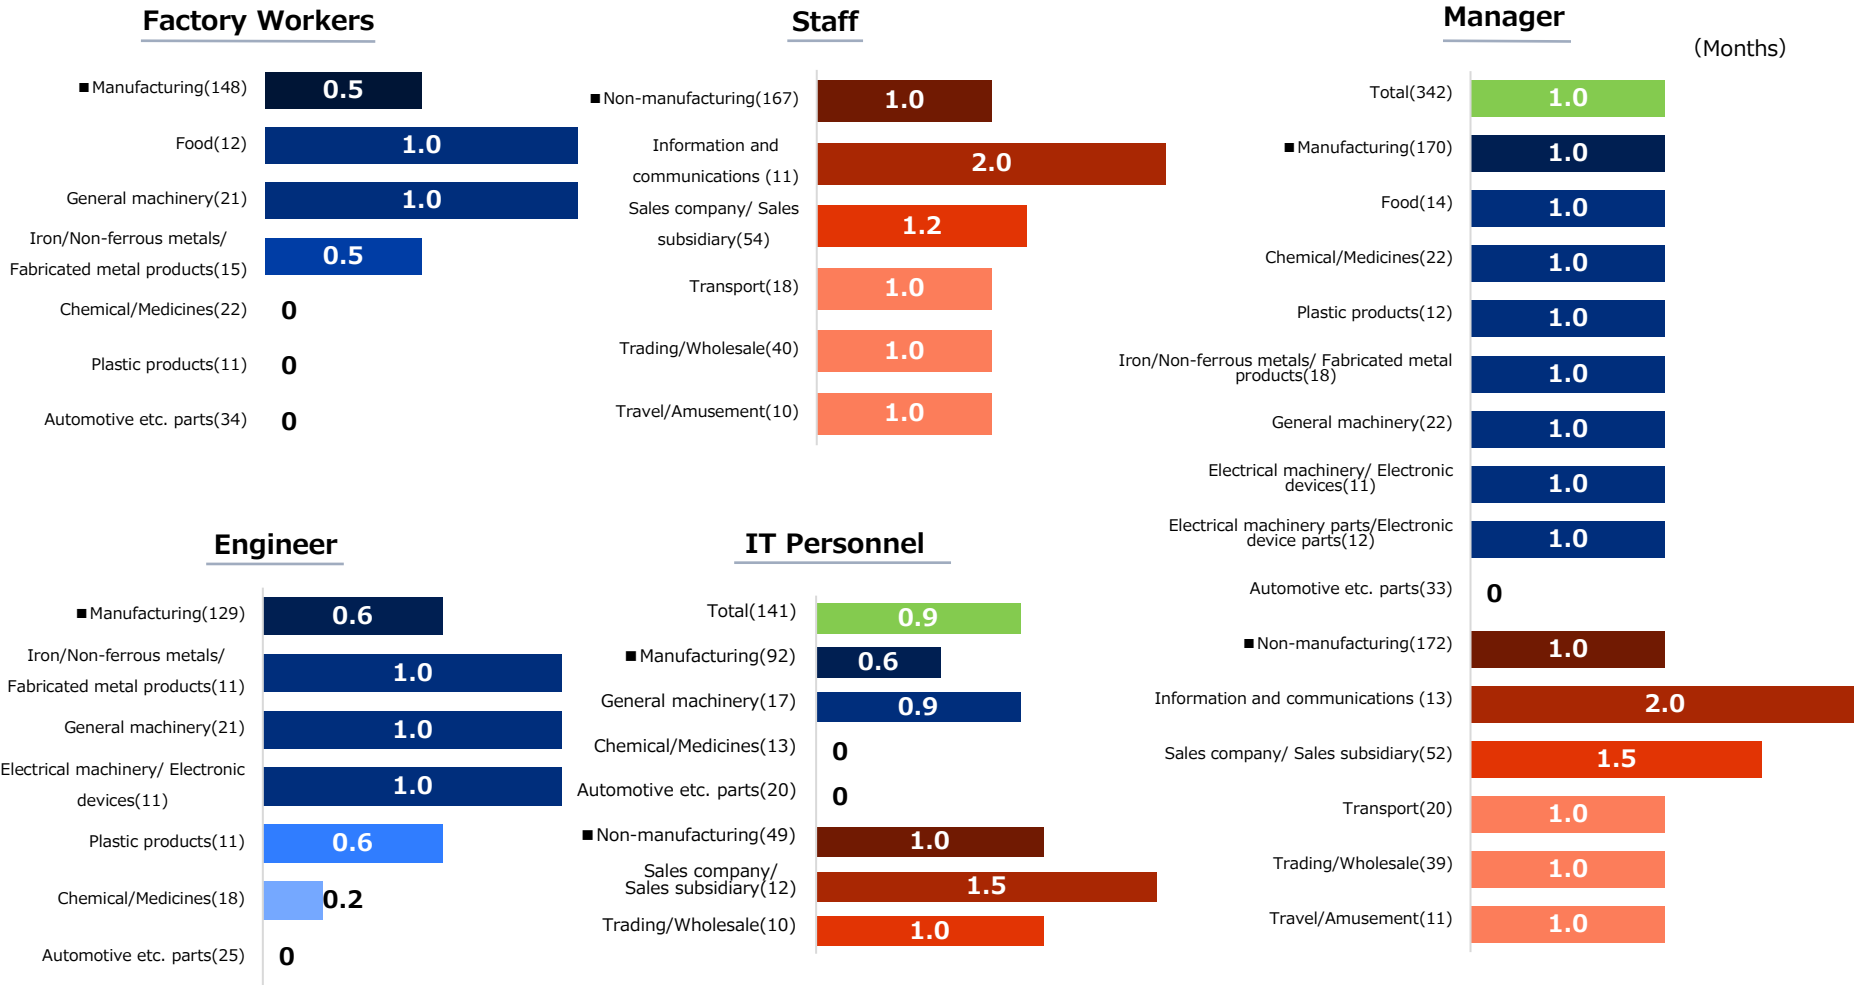 Factory Workers
■Manufacturing(148)
0.5
Food(12)
1.0
General machinery(21)
1.0
Iron/Non-ferrous metals/
Fabricated metal products(15)
0.5
Chemical/Medicines(22)
0
Plastic products(11)
0
Automotive etc. parts(34)
0
Staff
■Non-manufacturing(167)
1.0
Information and
communications (11)
2.0
Sales company/ Sales
subsidiary(54)
1.2
Transport(18)
1.0
Trading/Wholesale(40)
1.0
Travel/Amusement(10)
1.0
Manager
(Months)
Total(342)
1.0
■Manufacturing(170)
1.0
Food(14)
1.0
Chemical/Medicines(22)
1.0
Plastic products(12)
1.0
Iron/Non-ferrous metals/ Fabricated metal
products(18)
1.0
General machinery(22)
1.0
Electrical machinery/ Electronic
devices(11)
1.0
Electrical machinery parts/Electronic
device parts(12)
1.0
Automotive etc. parts(33)
0
■Non-manufacturing(172)
1.0
Information and communications (13)
2.0
Sales company/ Sales subsidiary(52)
1.5
Transport(20)
1.0
Trading/Wholesale(39)
1.0
Travel/Amusement(11)
1.0
Engineer
■Manufacturing(129)
0.6
Iron/Non-ferrous metals/
Fabricated metal products(11)
1.0
General machinery(21)
1.0
Electrical machinery/ Electronic
devices(11)
1.0
Plastic products(11)
0.6
Chemical/Medicines(18)
0.2
Automotive etc. parts(25)
0
IT Personnel
Total(141)
0.9
■Manufacturing(92)
0.6
General machinery(17)
0.9
Chemical/Medicines(13)
0
Automotive etc. parts(20)
0
■Non-manufacturing(49)
1.0
Sales company/
Sales subsidiary(12)
1.5
Trading/Wholesale(10)
1.0